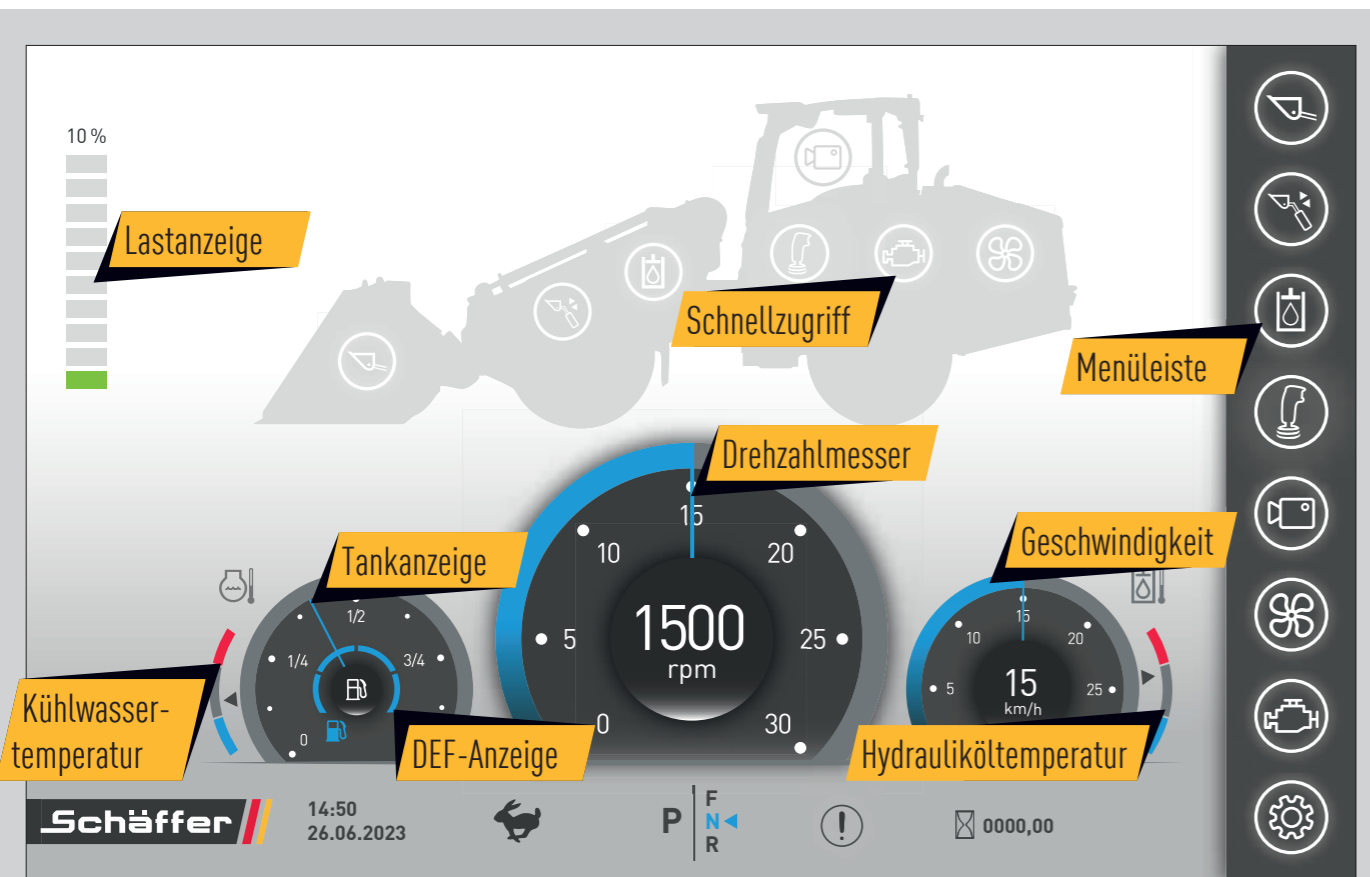 10 %
Lastanzeige
Schnellzugriff
Menüleiste
Drehzahlmesser
Tankanzeige
Geschwindigkeit
15
10
20
5
1500
25
rpm
0
30
1/2
1/4
3/4
0
15
10
20
5
15
25
km/h
Kühlwasser-
temperatur
DEF-Anzeige
Hydrauliköltemperatur
Schäffer
14:50
26.06.2023
P
F
N
R
!
0000,00